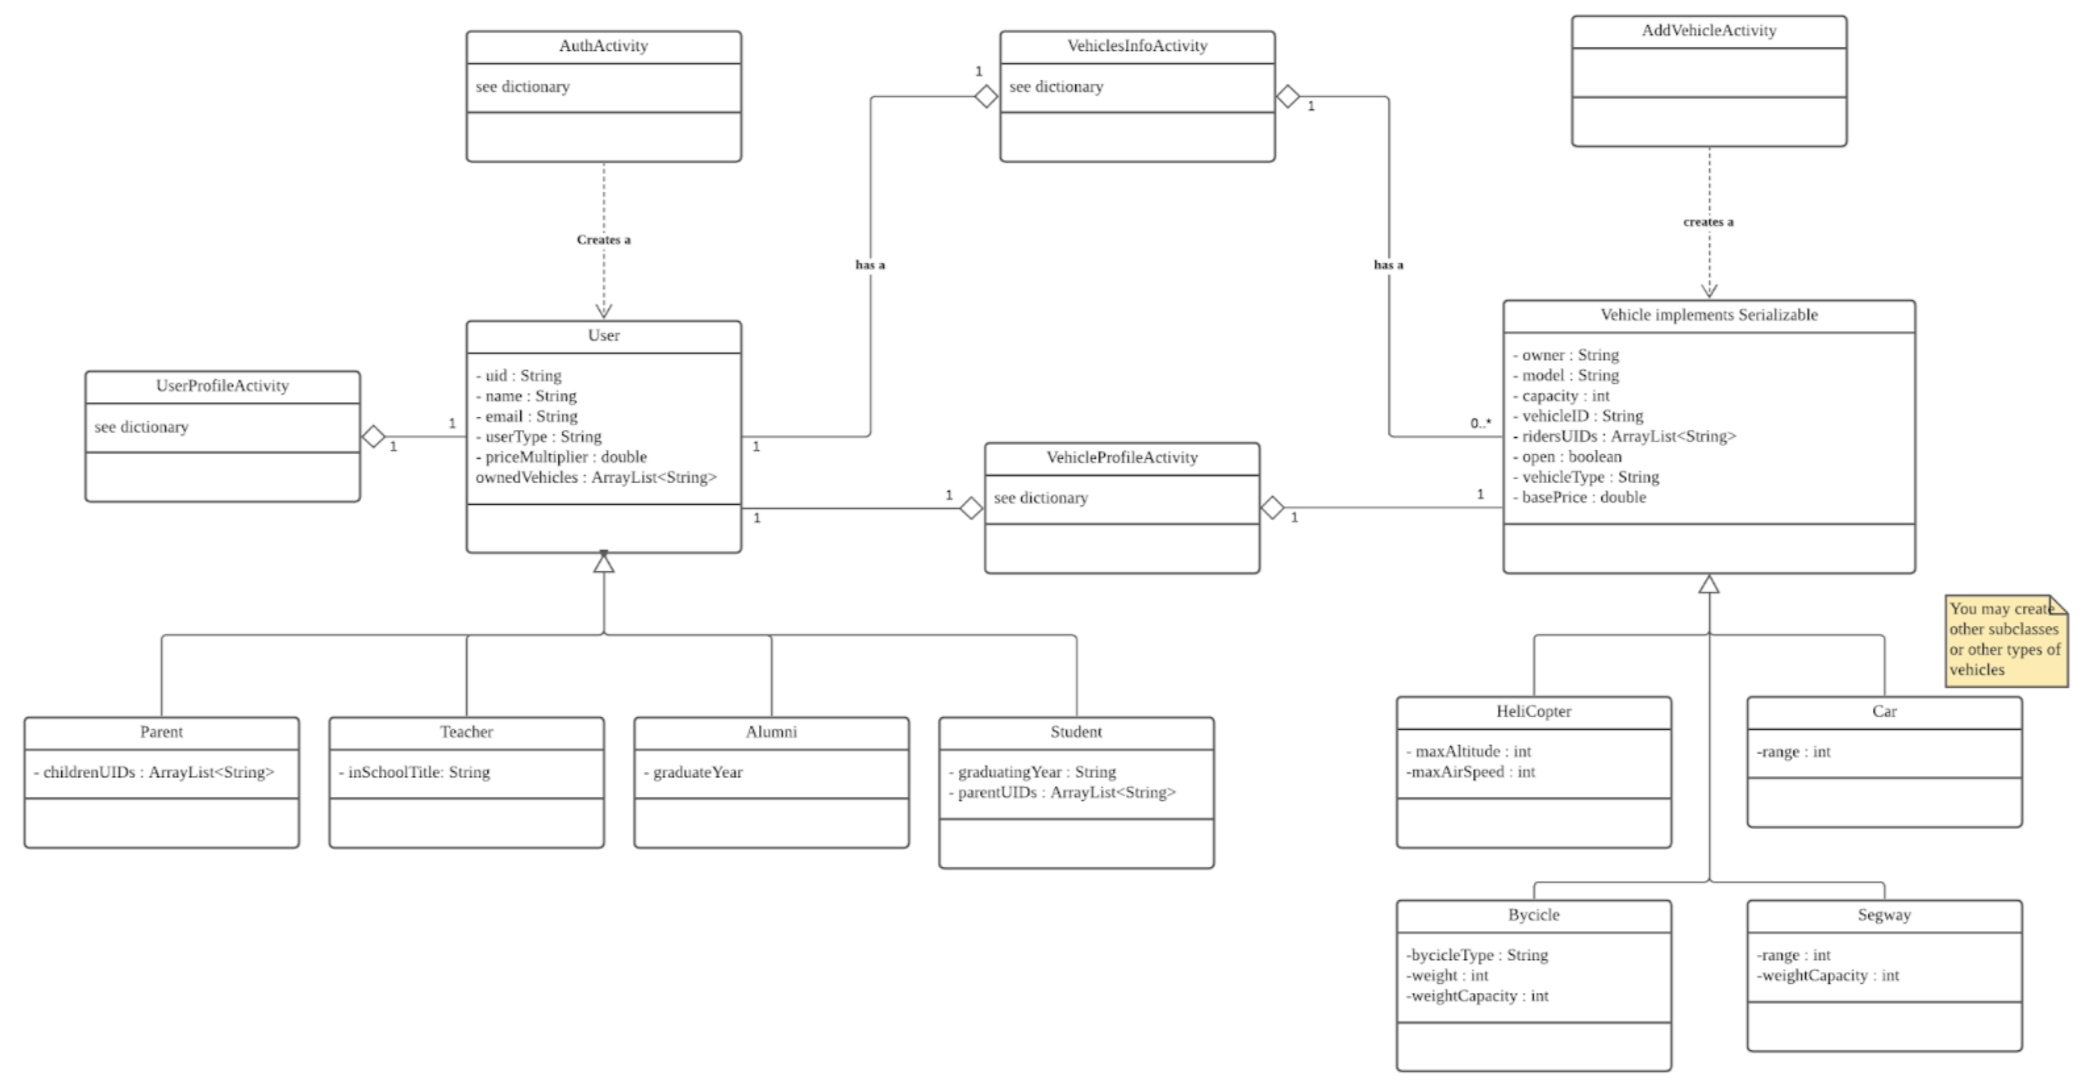 AuthActivity
see dictionary
VehiclesInfoActivity
see dictionary
AddVehicleActivity
1
1
Creates a
has a
has a
creates a
User
- uid : String
- name : String
- email : String
- userType : String
- priceMultiplier : double
ownedVehicles : ArrayList<String>
UserProfileActivity
see dictionary
1
1
1
1
VehicleProfileActivity
see dictionary
1
1
0..*
1
Vehicle implements Serializable
- owner : String
- model : String
- capacity : int
- vehicleID : String
- ridersUIDs : ArrayList<String>
- open : boolean
- vehicleType : String
- basePrice : double
You may create
other subclasses
or other types of
vehicles
Parent
- childrenUIDs : ArrayList<String>
Teacher
- inSchoolTitle: String
Alumni
- graduateYear
Student
- graduatingYear : String
- parentUIDs : ArrayList<String>
HeliCopter
- maxAltitude : int
-maxAirSpeed : int
Car
-range : int
Bycicle
-bycicleType : String
-weight : int
-weightCapacity : int
Segway
-range : int
-weightCapacity : int